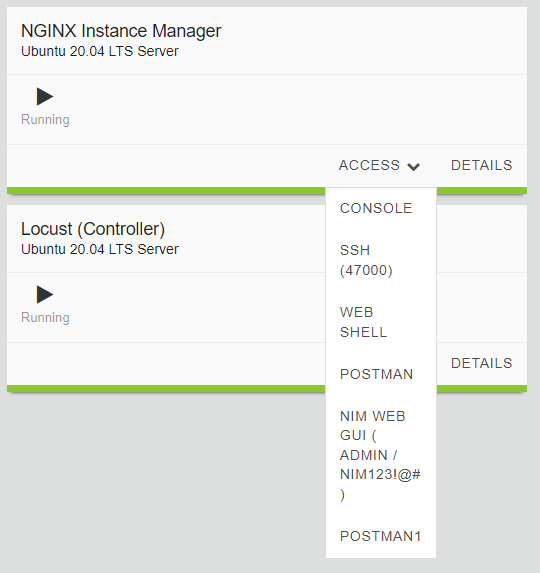 NGINX Instance Manager
Ubuntu 20.04 LTS Server
Running
ACCESS DETAILS
CONSOLE
SSH
(47000)
WEB
SHELL
POSTMAN
NIM WEB
GUI (
ADMIN /
NIM123!@#
)
POSTMAN1
Locust (Controller)
Ubuntu 20.04 LTS Server
Running
DETAILS